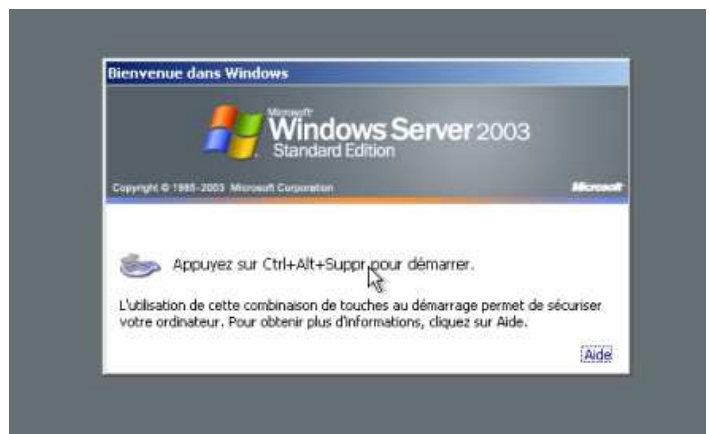 Bienvenue dans Windows
Microsoft
Windows Server 2003
Standard Edition
Copyright © 1985-2003 Microsoft Corporation
Microsoft
Appuyez sur Ctrl+Alt+Suppr pour démarrer.
L'utilisation de cette combinaison de touches au démarrage permet de sécuriser
votre ordinateur. Pour obtenir plus d'informations, cliquez sur Aide.
Aide